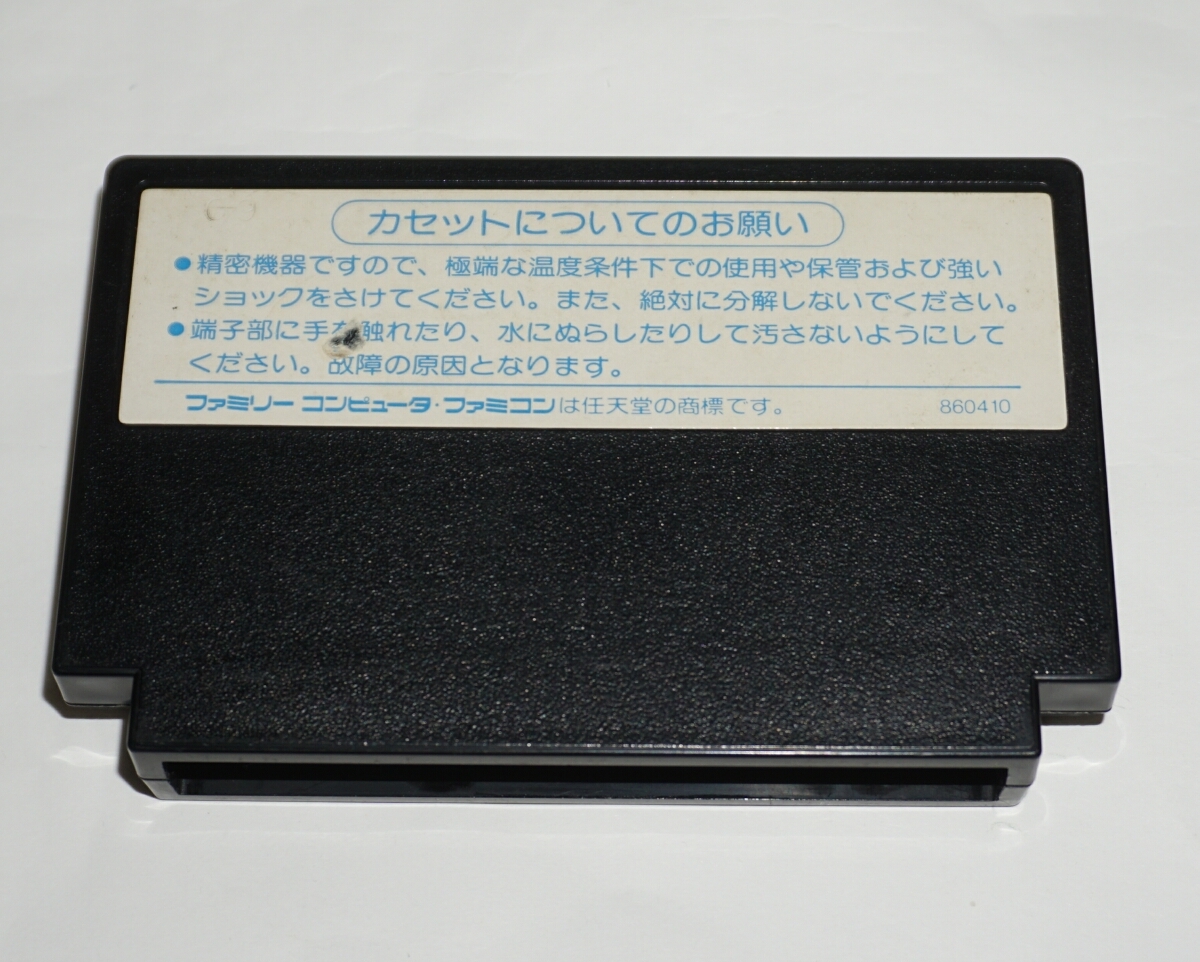 カセットについてのお願い
●精密機器ですので、極端な温度条件下での使用や保管および強い
ショックをさけてください。また、絶対に分解しないでください。
●端子部に手を触れたり、水にぬらしたりして汚さないようにして
ください。故障の原因となります。
ファミリーコンピュータ・ファミコンは任天堂の商標です。 860410